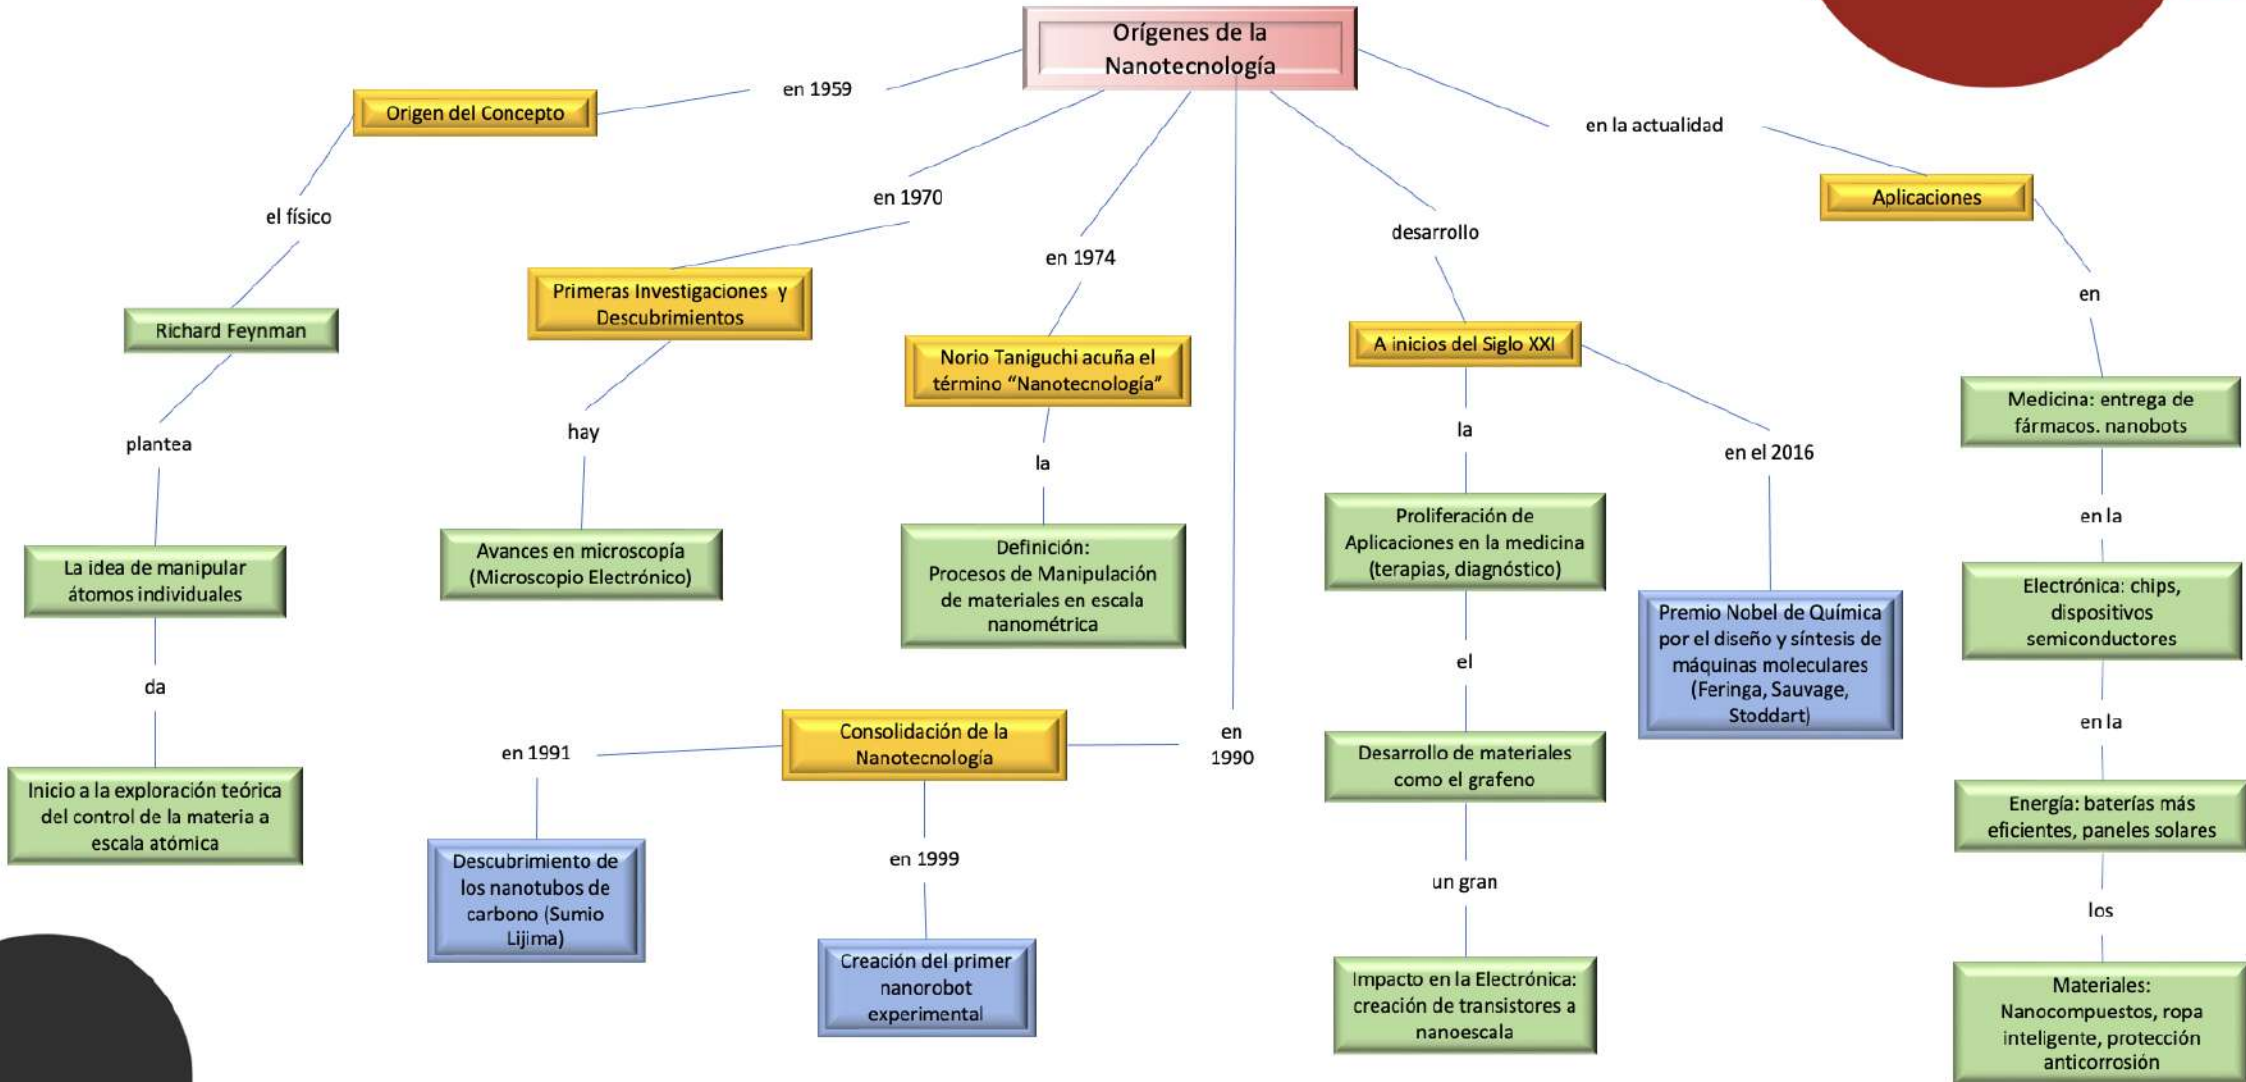 Orígenes de la
Nanotecnología
en 1959
Origen del Concepto
el físico
Richard Feynman
plantea
La idea de manipular
átomos individuales
da
Inicio a la exploración teórica
del control de la materia a
escala atómica
en 1970
Primeras Investigaciones y
Descubrimientos
hay
Avances en microscopía
(Microscopio Electrónico)
en 1974
Norio Taniguchi acuña el
término “Nanotecnología”
la
Definición:
Procesos de Manipulación
de materiales en escala
nanométrica
en
1990
Consolidación de la
Nanotecnología
en 1991
Descubrimiento de
los nanotubos de
carbono (Sumio
Lijima)
en 1999
Creación del primer
nanorobot
experimental
desarrollo
A inicios del Siglo XXI
la
Proliferación de
Aplicaciones en la medicina
(terapias, diagnóstico)
el
Desarrollo de materiales
como el grafeno
un gran
Impacto en la Electrónica:
creación de transistores a
nanoescala
en el 2016
Premio Nobel de Química
por el diseño y síntesis de
máquinas moleculares
(Feringa, Sauvage,
Stoddart)
en la actualidad
Aplicaciones
en
Medicina: entrega de
fármacos. nanobots
en la
Electrónica: chips,
dispositivos
semiconductores
en la
Energía: baterías más
eficientes, paneles solares
los
Materiales:
Nanocompuestos, ropa
inteligente, protección
anticorrosión